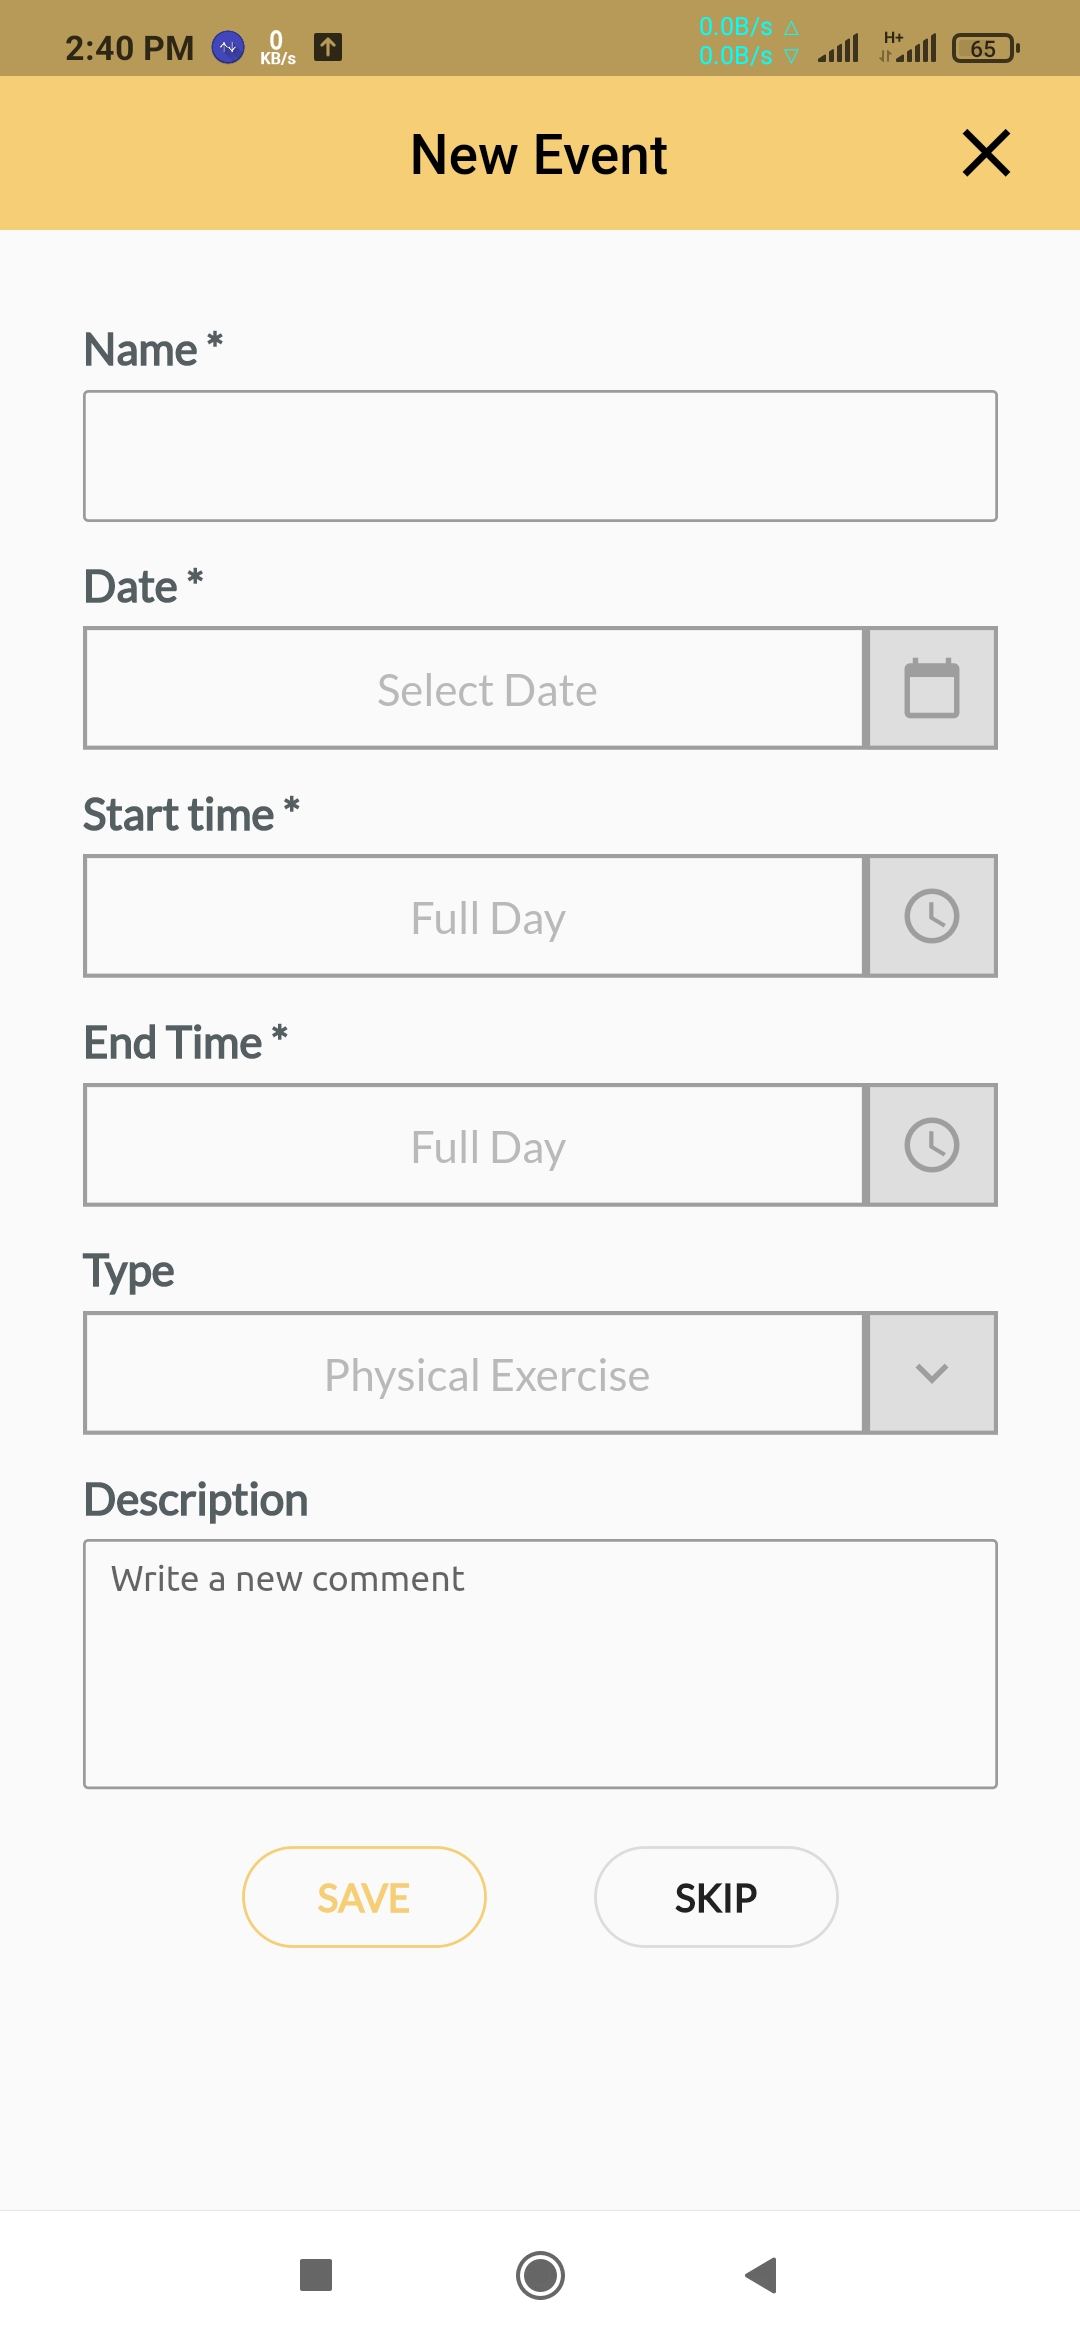 2:40 PM 0 KB/s 0.0B/s △ 0.0B/s ▽ H+ 65
New Event
Name *
Date *
Select Date
Start time *
Full Day
End Time *
Full Day
Type
Physical Exercise
Description
Write a new comment
SAVE SKIP